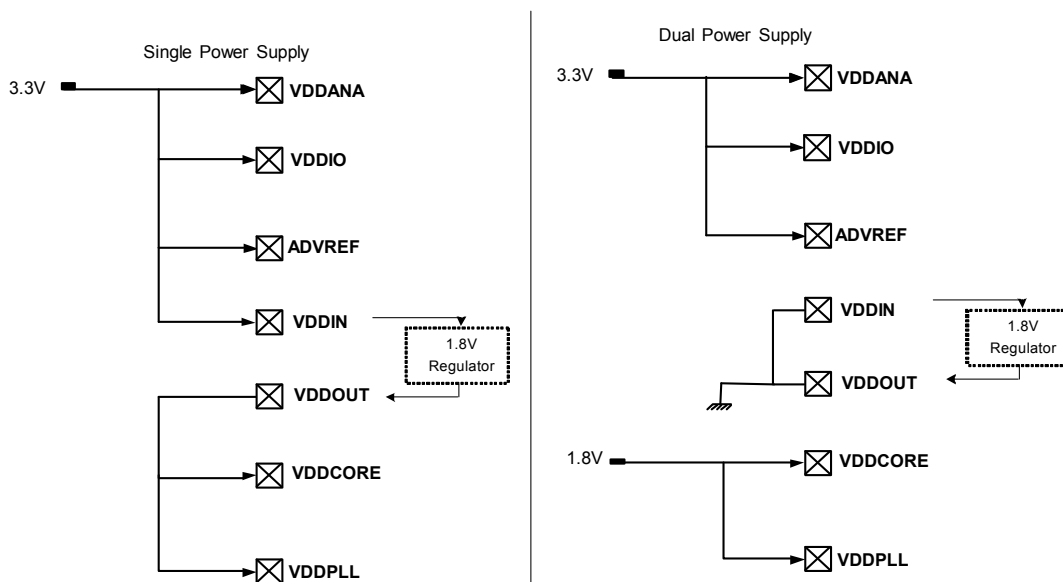 Single Power Supply
3.3V
VDDANA
VDDIO
ADVREF
VDDIN
1.8V
Regulator
VDDOUT
VDDCORE
VDDPLL
Dual Power Supply
3.3V
VDDANA
VDDIO
ADVREF
VDDIN
1.8V
Regulator
VDDOUT
1.8V
VDDCORE
VDDPLL